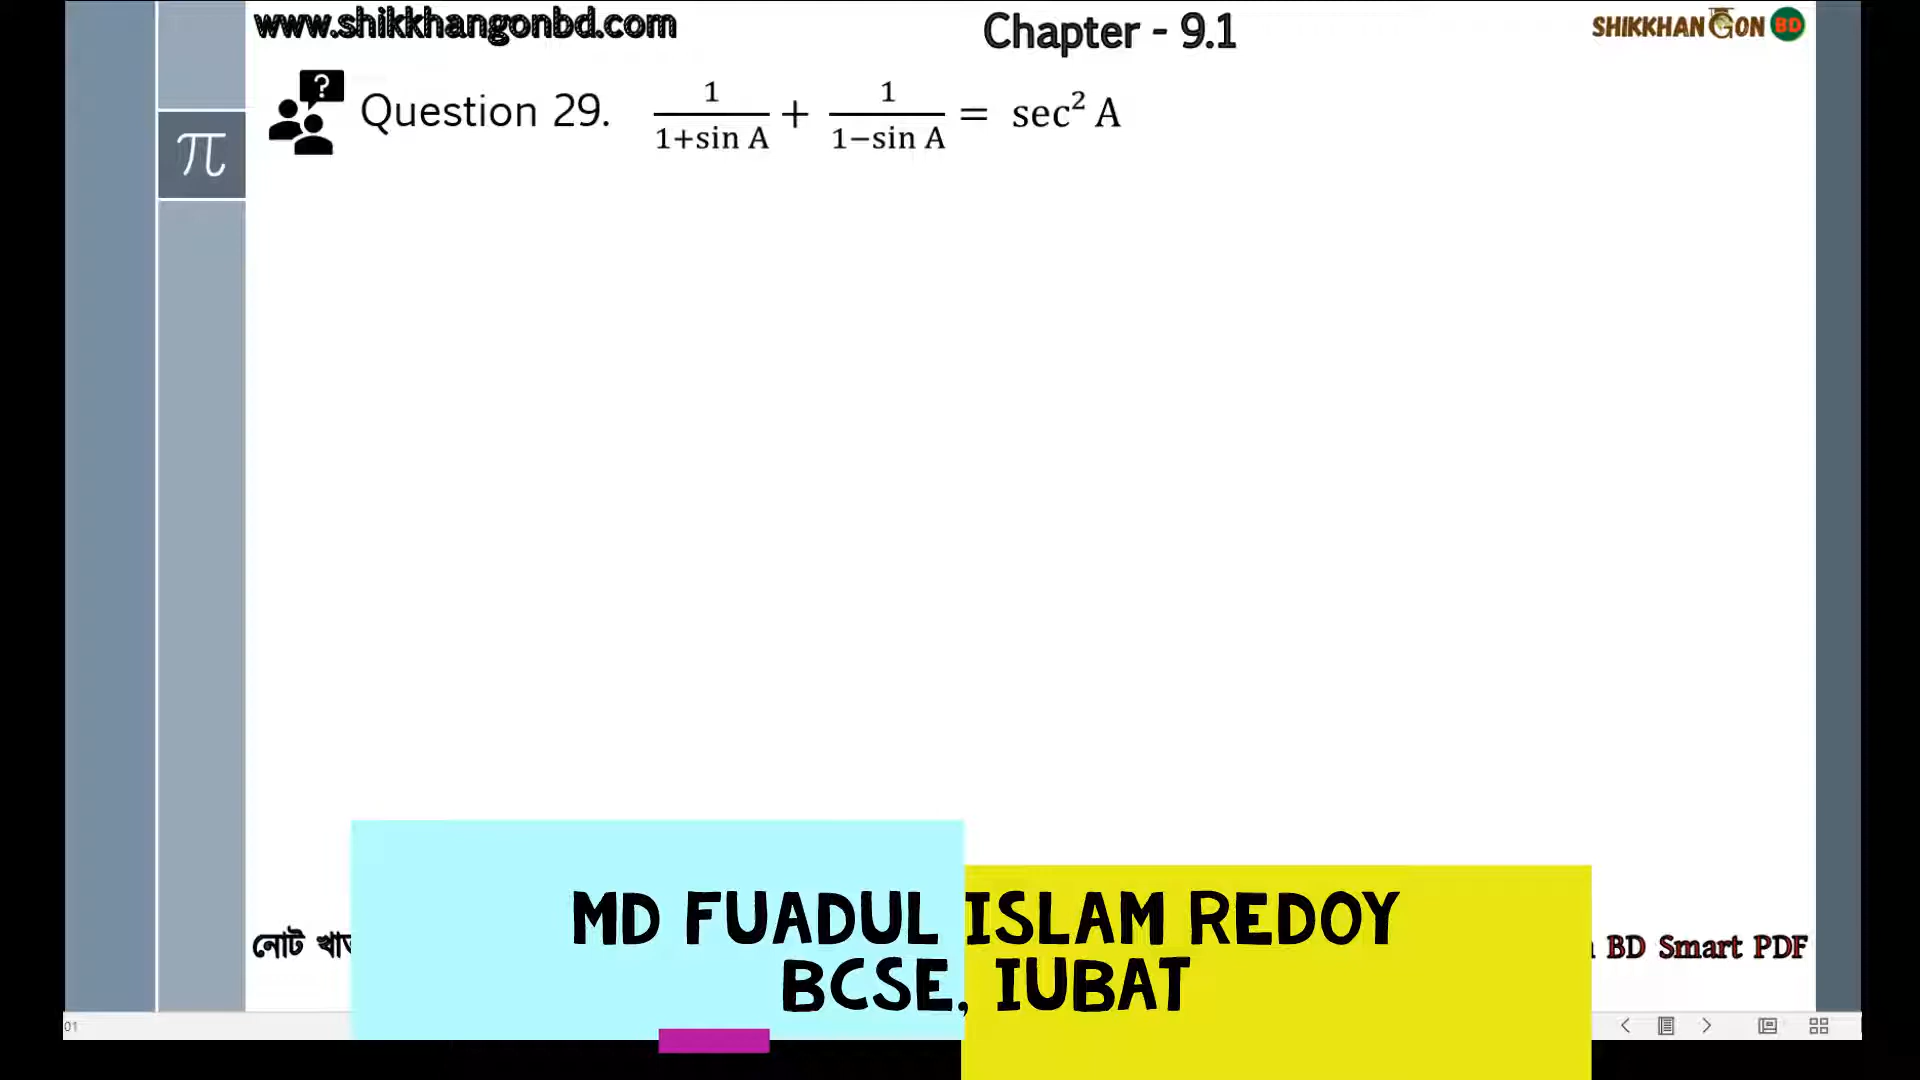 www.shikkhangonbd.com
Chapter - 9.1
SHIKKHANGON BD
?
π
Question 29. 1/(1+sin A) + 1/(1−sin A) = sec² A
MD FUADUL ISLAM REDOY
BCSE, IUBAT
নোট
BD Smart PDF
01